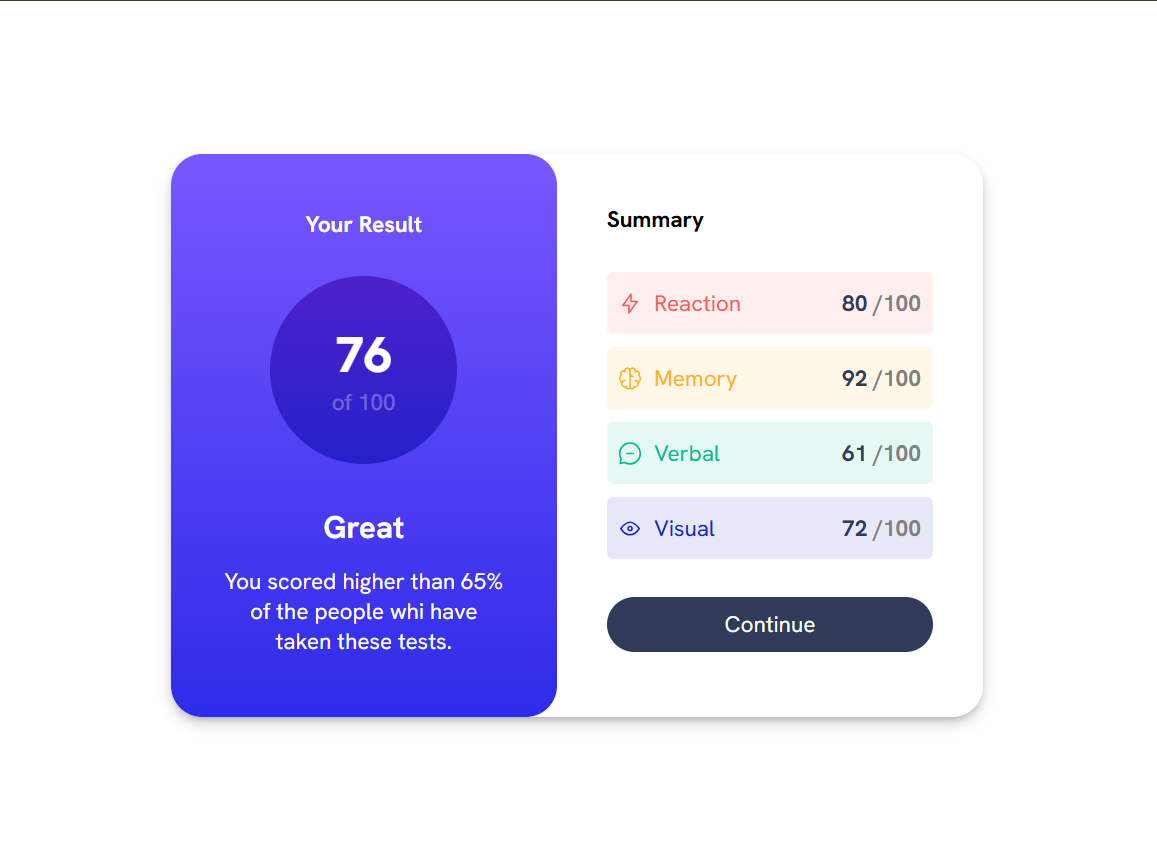 Your Result
76
of 100
Great
You scored higher than 65%
of the people whi have
taken these tests.
Summary
Reaction 80 /100
Memory 92 /100
Verbal 61 /100
Visual 72 /100
Continue